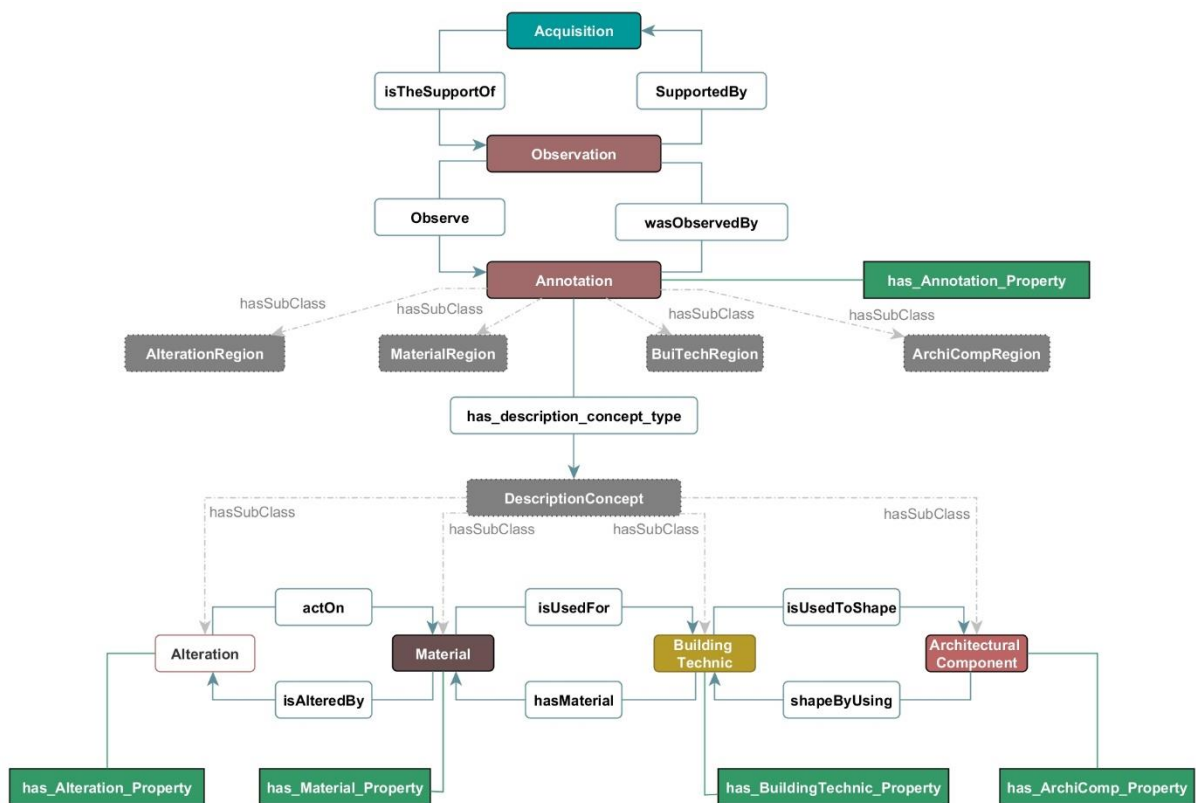 Acquisition
isTheSupportOf
SupportedBy
Observation
Observe
wasObservedBy
Annotation
has_Annotation_Property
hasSubClass
hasSubClass
hasSubClass
hasSubClass
AlterationRegion
MaterialRegion
BuiTechRegion
ArchiCompRegion
has_description_concept_type
DescriptionConcept
hasSubClass
hasSubClass
hasSubClass
hasSubClass
actOn
isUsedFor
isUsedToShape
Alteration
Material
Building
Technic
Architectural
Component
isAlteredBy
hasMaterial
shapeByUsing
has_Alteration_Property
has_Material_Property
has_BuildingTechnic_Property
has_ArchiComp_Property